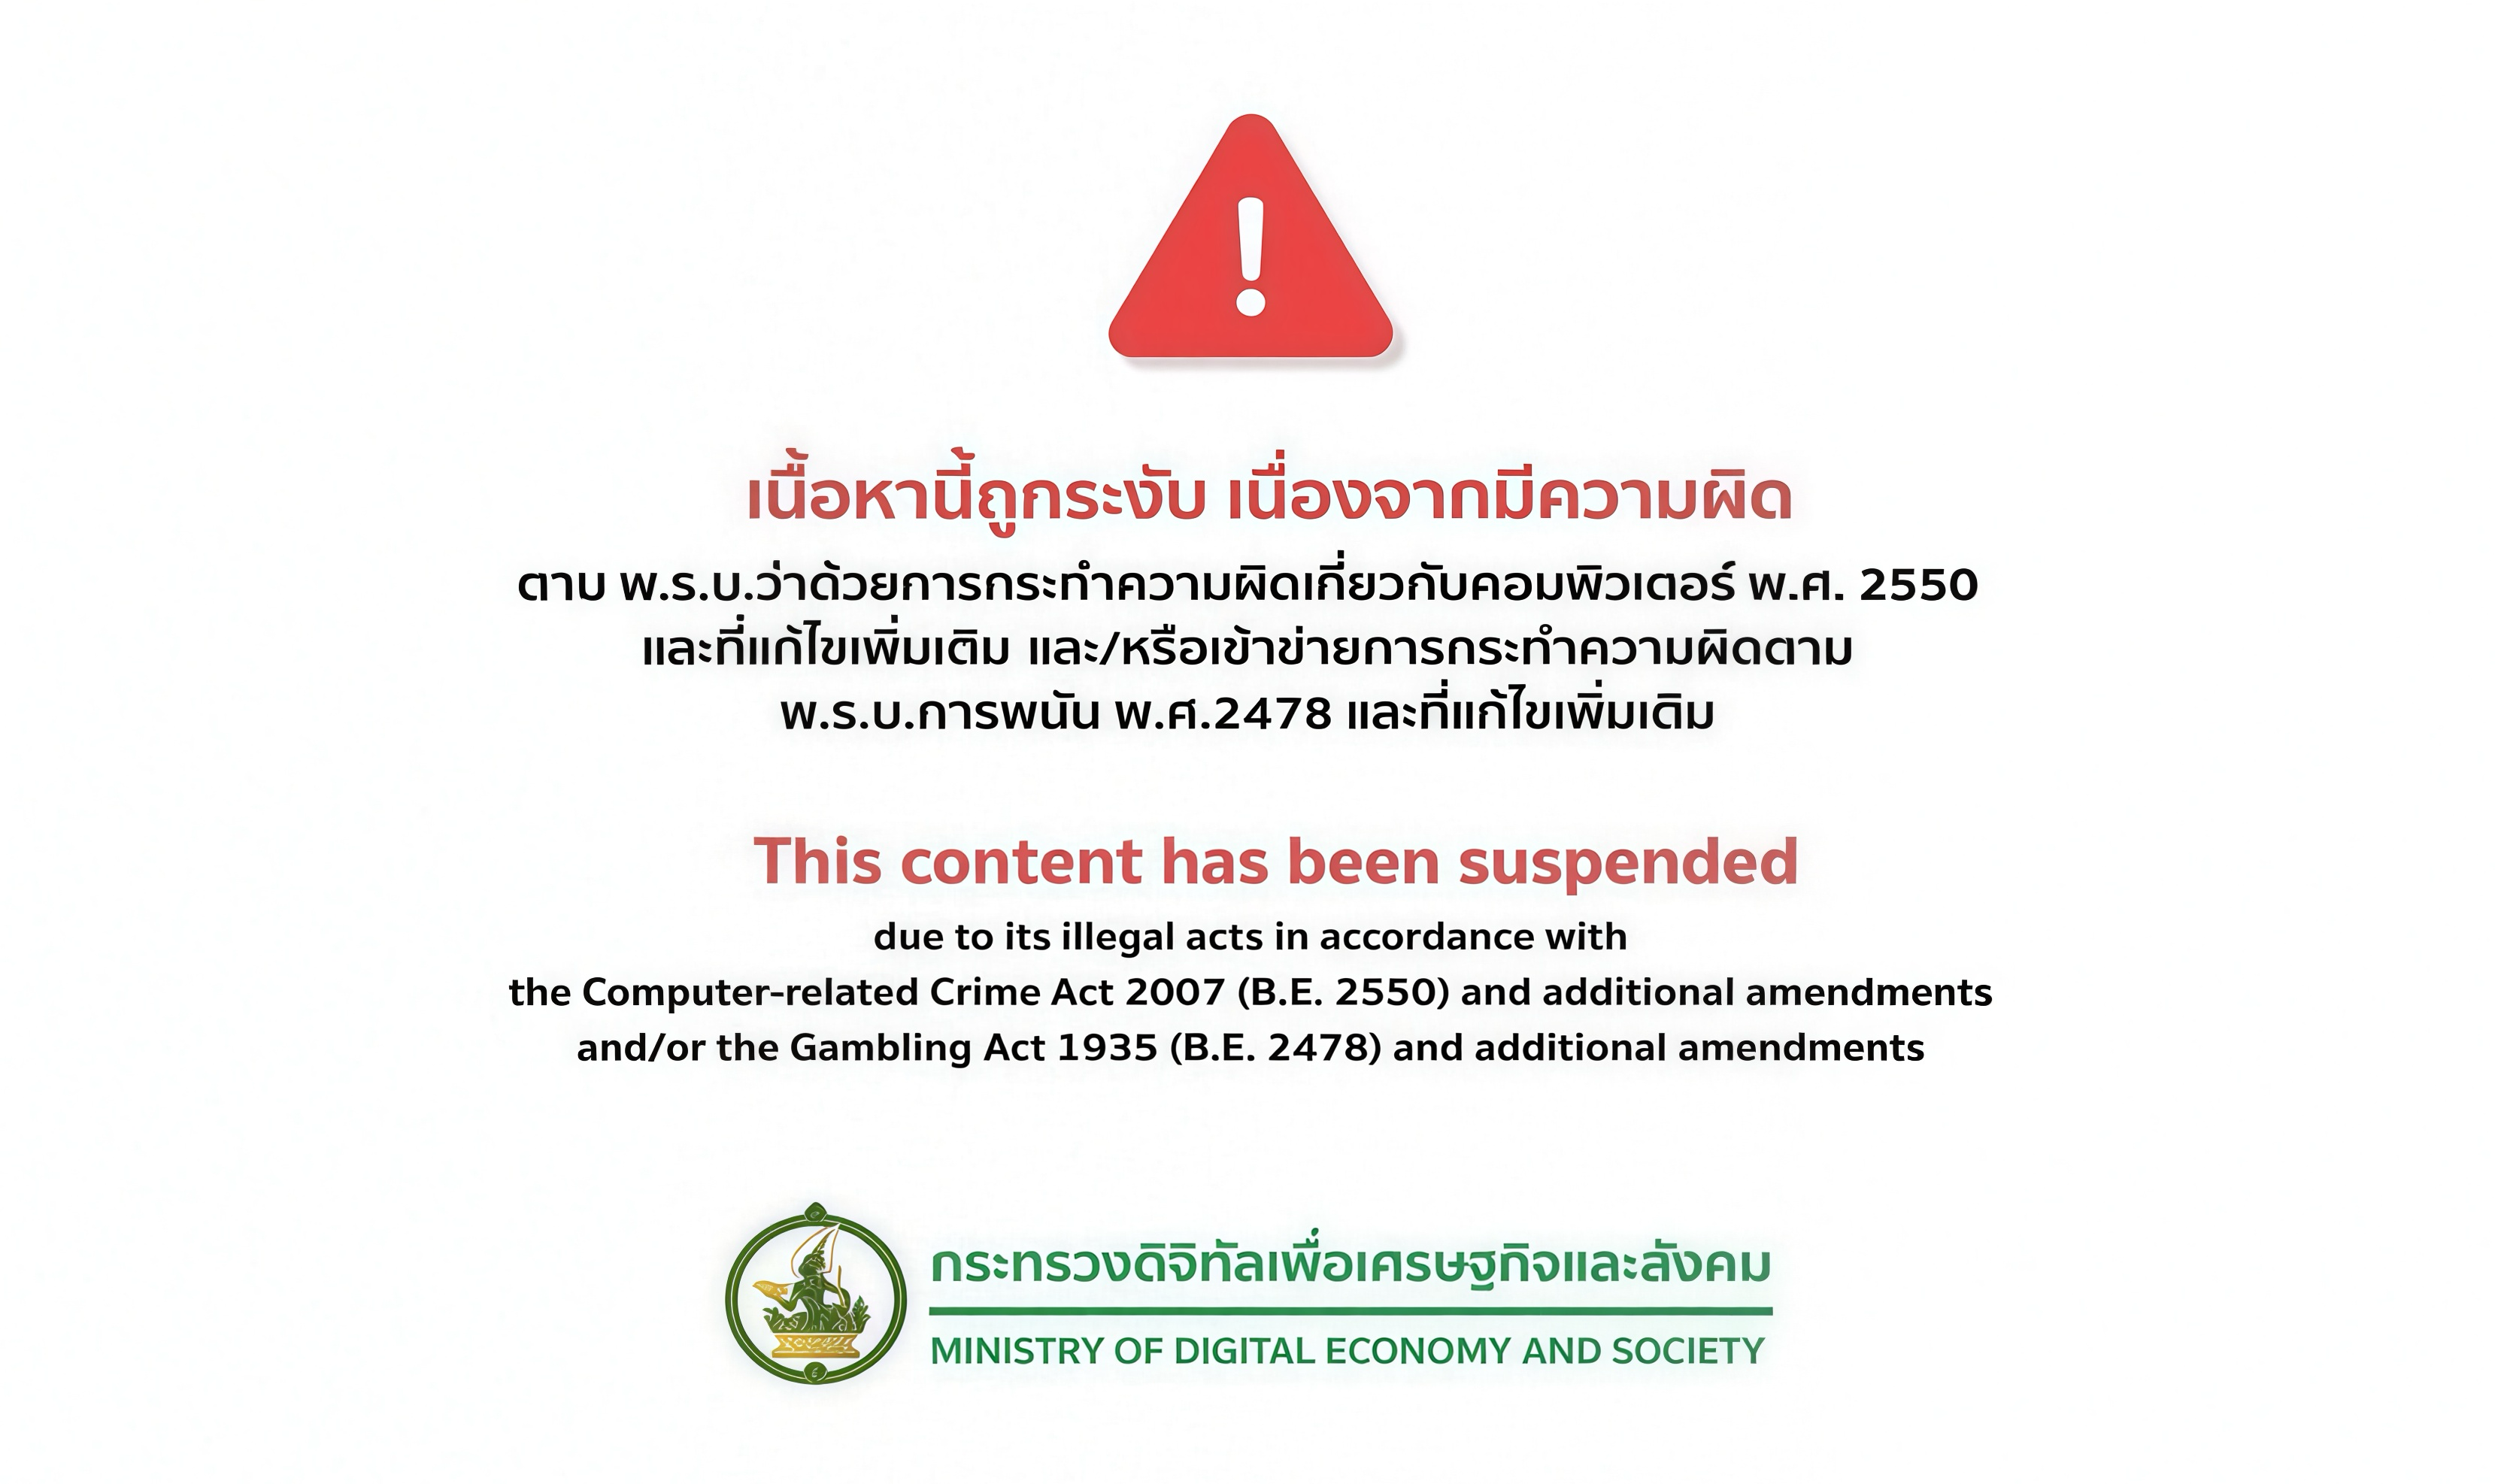 เนื้อหานี้ถูกระงับ เนื่องจากมีความผิด
ตาม พ.ร.บ.ว่าด้วยการกระทำความผิดเกี่ยวกับคอมพิวเตอร์ พ.ศ. 2550
และที่แก้ไขเพิ่มเติม และ/หรือเข้าข่ายการกระทำความผิดตาม
พ.ร.บ.การพนัน พ.ศ.2478 และที่แก้ไขเพิ่มเติม
This content has been suspended
due to its illegal acts in accordance with
the Computer-related Crime Act 2007 (B.E. 2550) and additional amendments
and/or the Gambling Act 1935 (B.E. 2478) and additional amendments
กระทรวงดิจิทัลเพื่อเศรษฐกิจและสังคม
MINISTRY OF DIGITAL ECONOMY AND SOCIETY